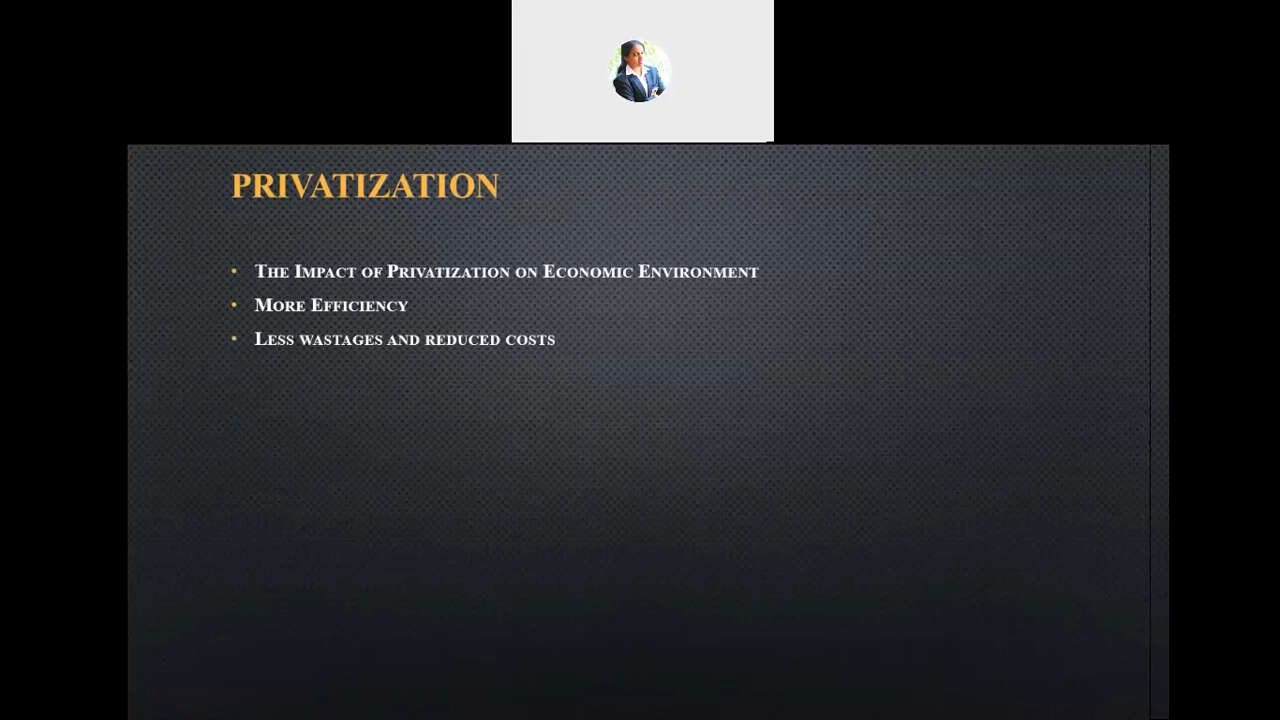 PRIVATIZATION
• The Impact of Privatization on Economic Environment
• More Efficiency
• Less wastages and reduced costs